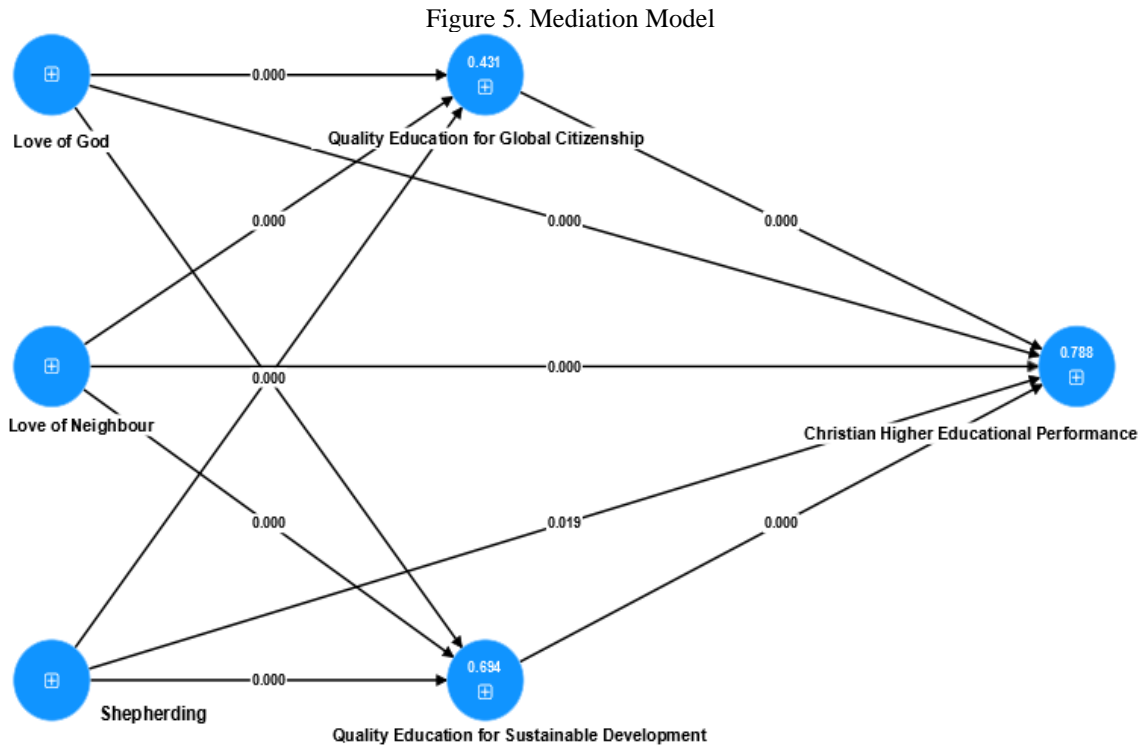 Figure 5. Mediation Model
0.431
0.000
Love of God
Quality Education for Global Citizenship
0.000
0.000
0.000
0.788
0.000
0.000
Love of Neighbour
Christian Higher Educational Performance
0.000
0.019
0.000
0.694
0.000
Shepherding
Quality Education for Sustainable Development